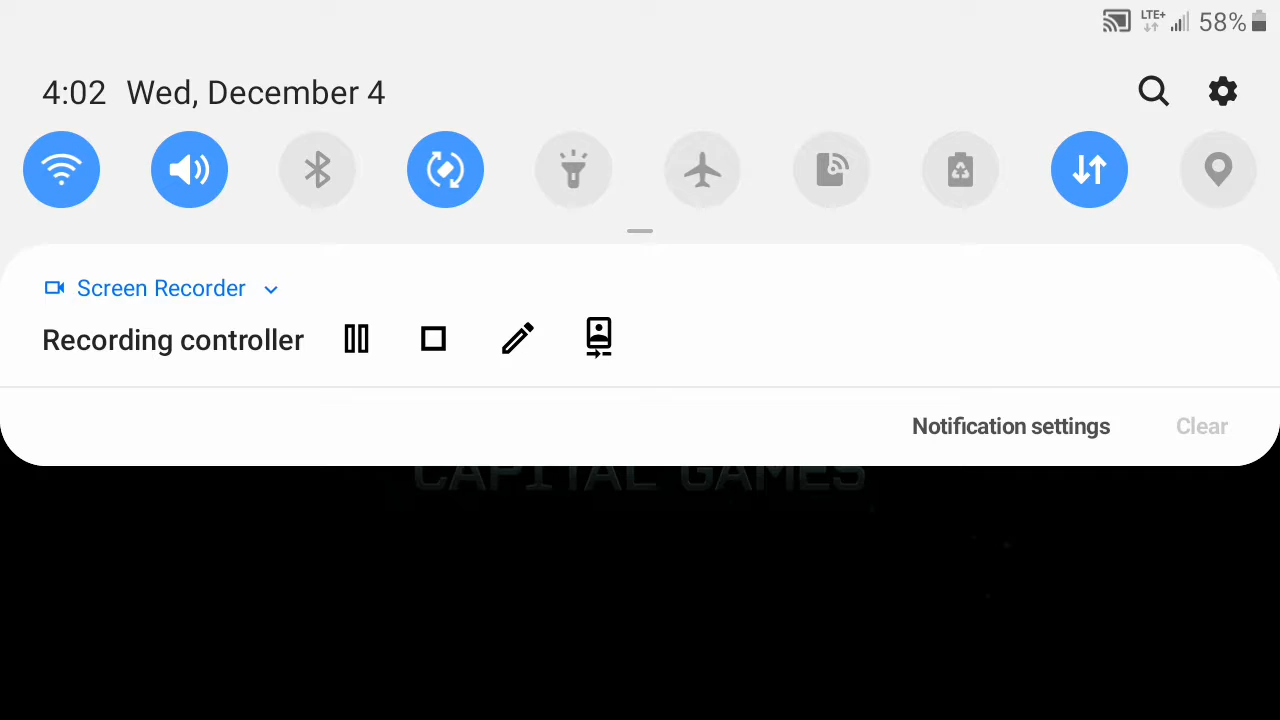 LTE+ 58%
4:02 Wed, December 4
Screen Recorder
Recording controller
Notification settings Clear
CAPITAL GAMES